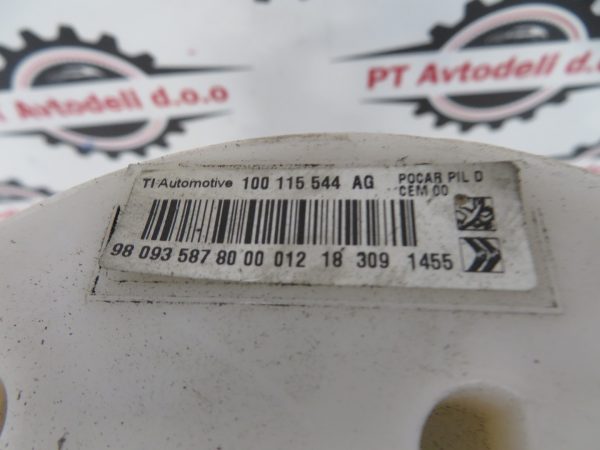 PT Avtodeli d.o.o
PT Avtodeli d.o.o
TI Automotive 100 115 544 AG
POCAR PIL D
CEM 00
98 093 587 80 00 012 18 309 1455